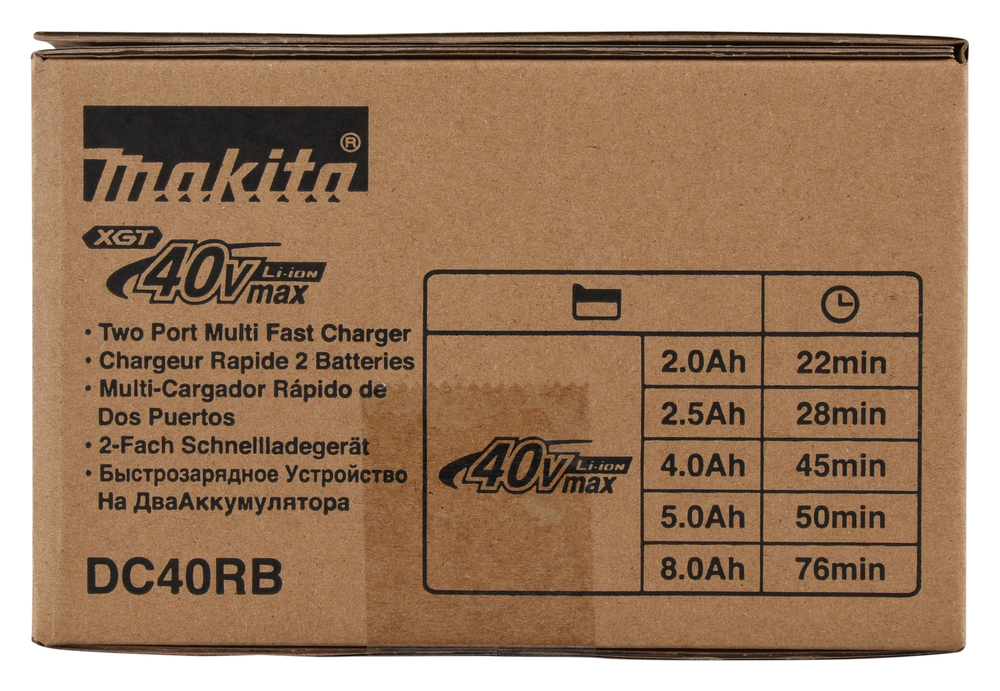 makita®
XGT
40Vmax Li-ion
· Two Port Multi Fast Charger
· Chargeur Rapide 2 Batteries
· Multi-Cargador Rápido de
Dos Puertos
· 2-Fach Schnellladegerät
· Быстрозарядное Устройство
На ДваАккумулятора
DC40RB
40Vmax Li-ion
2.0Ah 22min
2.5Ah 28min
4.0Ah 45min
5.0Ah 50min
8.0Ah 76min